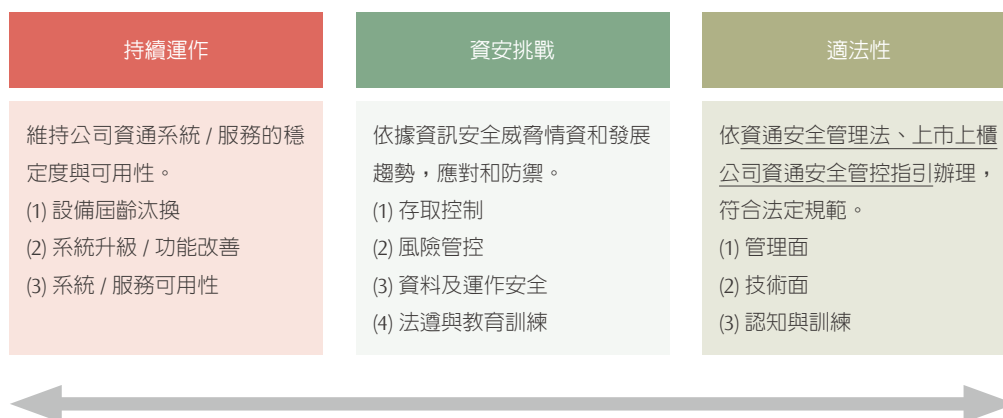 持續運作
維持公司資通系統 / 服務的穩
定度與可用性。
(1) 設備屆齡汰換
(2) 系統升級 / 功能改善
(3) 系統 / 服務可用性
資安挑戰
依據資訊安全威脅情資和發展
趨勢，應對和防禦。
(1) 存取控制
(2) 風險管控
(3) 資料及運作安全
(4) 法遵與教育訓練
適法性
依資通安全管理法、上市上櫃
公司資通安全管控指引辦理，
符合法定規範。
(1) 管理面
(2) 技術面
(3) 認知與訓練